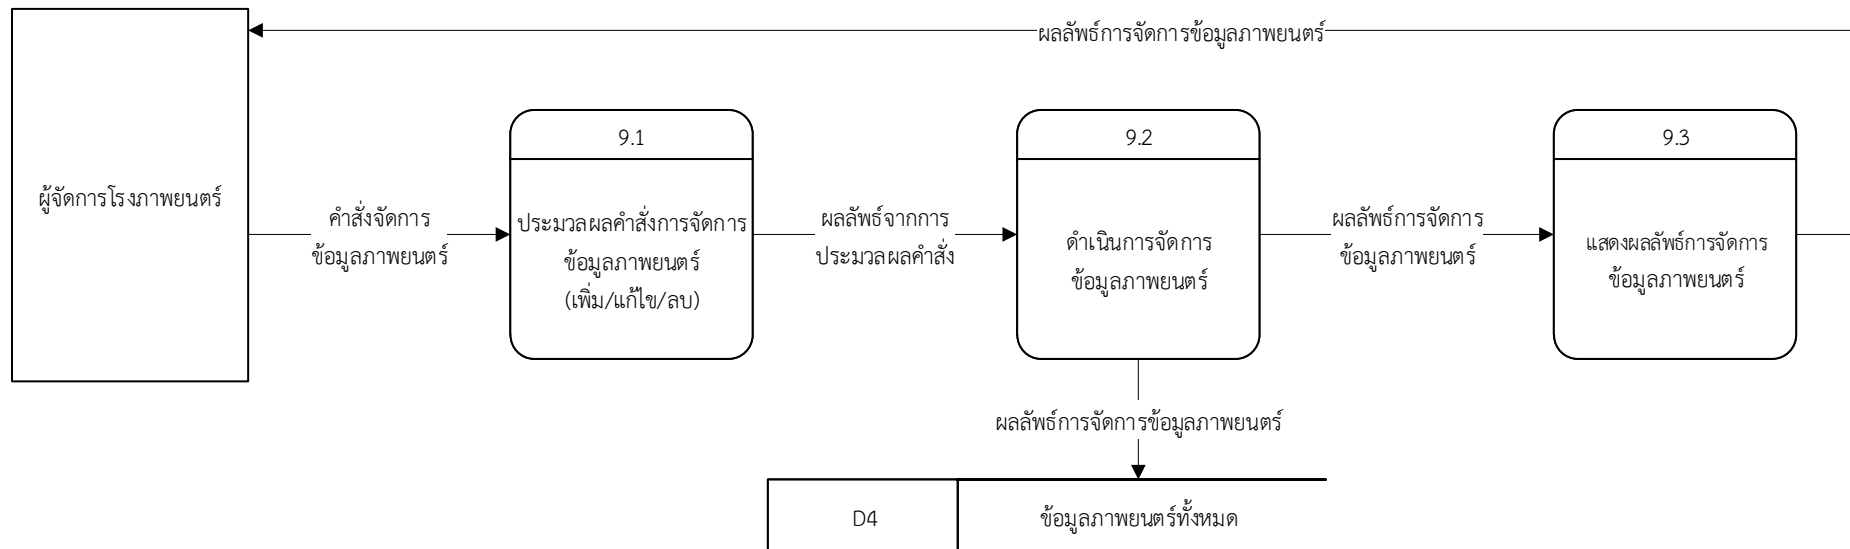 ผลลัพธ์การจัดการข้อมูลภาพยนตร์
ผู้จัดการโรงภาพยนตร์
คำสั่งจัดการ
ข้อมูลภาพยนตร์
9.1
ประมวลผลคำสั่งการจัดการ
ข้อมูลภาพยนตร์
(เพิ่ม/แก้ไข/ลบ)
ผลลัพธ์จากการ
ประมวลผลคำสั่ง
9.2
ดำเนินการจัดการ
ข้อมูลภาพยนตร์
ผลลัพธ์การจัดการ
ข้อมูลภาพยนตร์
9.3
แสดงผลลัพธ์การจัดการ
ข้อมูลภาพยนตร์
ผลลัพธ์การจัดการข้อมูลภาพยนตร์
D4
ข้อมูลภาพยนตร์ทั้งหมด